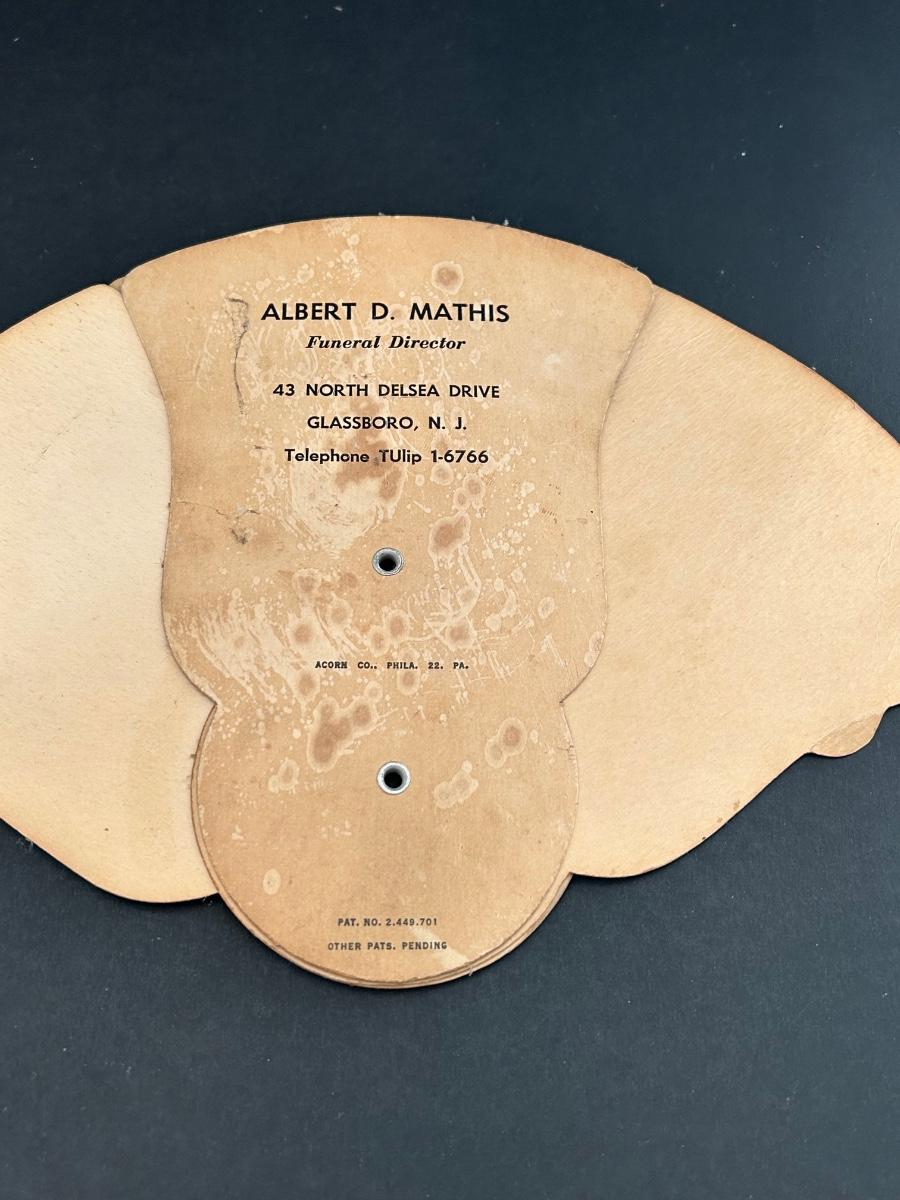 ALBERT D. MATHIS
Funeral Director
43 NORTH DELSEA DRIVE
GLASSBORO, N. J.
Telephone TUlip 1-6766
ACORN CO., PHILA. 22. PA.
PAT. NO. 2.449.701
OTHER PATS. PENDING